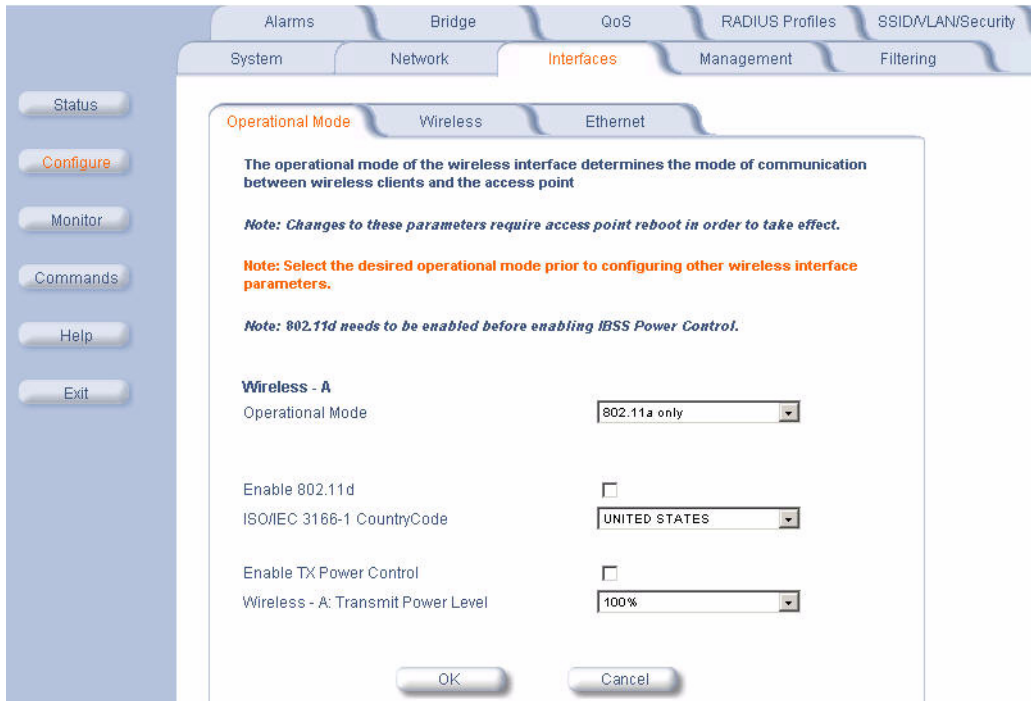 Alarms
Bridge
QoS
RADIUS Profiles
SSID/VLAN/Security
System
Network
Interfaces
Management
Filtering
Status
Configure
Monitor
Commands
Help
Exit
Operational Mode
Wireless
Ethernet
The operational mode of the wireless interface determines the mode of communication
between wireless clients and the access point
Note: Changes to these parameters require access point reboot in order to take effect.
Note: Select the desired operational mode prior to configuring other wireless interface
parameters.
Note: 802.11d needs to be enabled before enabling IBSS Power Control.
Wireless - A
Operational Mode
802.11a only
Enable 802.11d
ISO/IEC 3166-1 CountryCode
UNITED STATES
Enable TX Power Control
Wireless - A: Transmit Power Level
100%
OK
Cancel